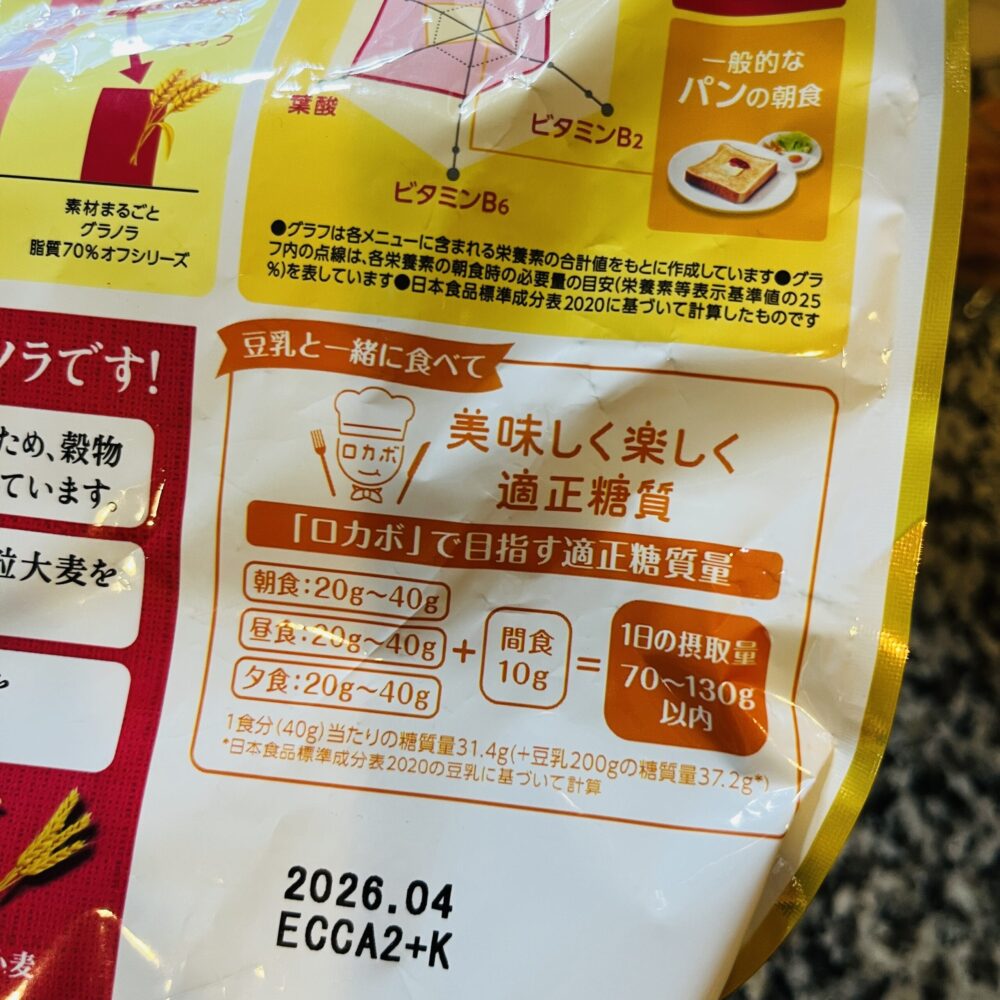 葉酸
ビタミンB2
ビタミンB6
一般的な
パンの朝食
素材まるごと
グラノラ
脂質70%オフシリーズ
●グラフは各メニューに含まれる栄養素の合計値をもとに作成しています●グラ
フ内の点線は、各栄養素の朝食時の必要量の目安(栄養素等表示基準値の25
%)を表しています●日本食品標準成分表2020に基づいて計算したものです
ノラです!
ため、穀物
ています。
粒大麦を
豆乳と一緒に食べて
ロカボ
美味しく楽しく
適正糖質
「ロカボ」で目指す適正糖質量
朝食:20g〜40g
昼食:20g〜40g
夕食:20g〜40g
+
間食
10g
=
1日の摂取量
70〜130g
以内
1食分(40g)当たりの糖質量31.4g(+豆乳200gの糖質量37.2g*)
*日本食品標準成分表2020の豆乳に基づいて計算
2026.04
ECCA2+K